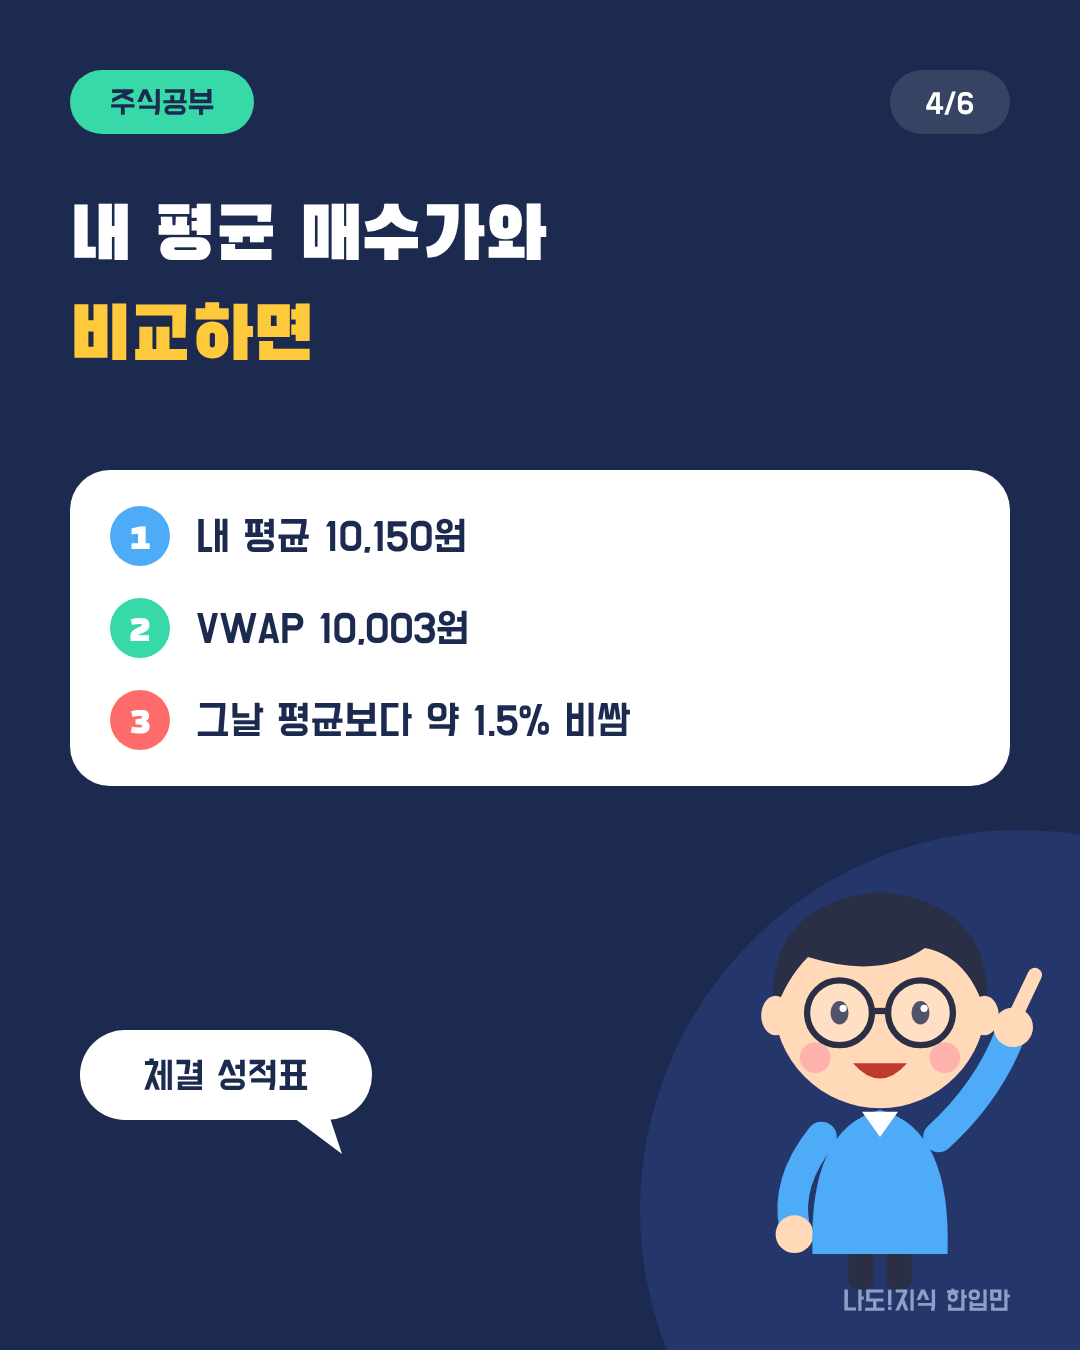 주식공부
4/6
내 평균 매수가와
비교하면
1 내 평균 10,150원
2 VWAP 10,003원
3 그날 평균보다 약 1.5% 비쌈
체결 성적표
나도!지식 한입만